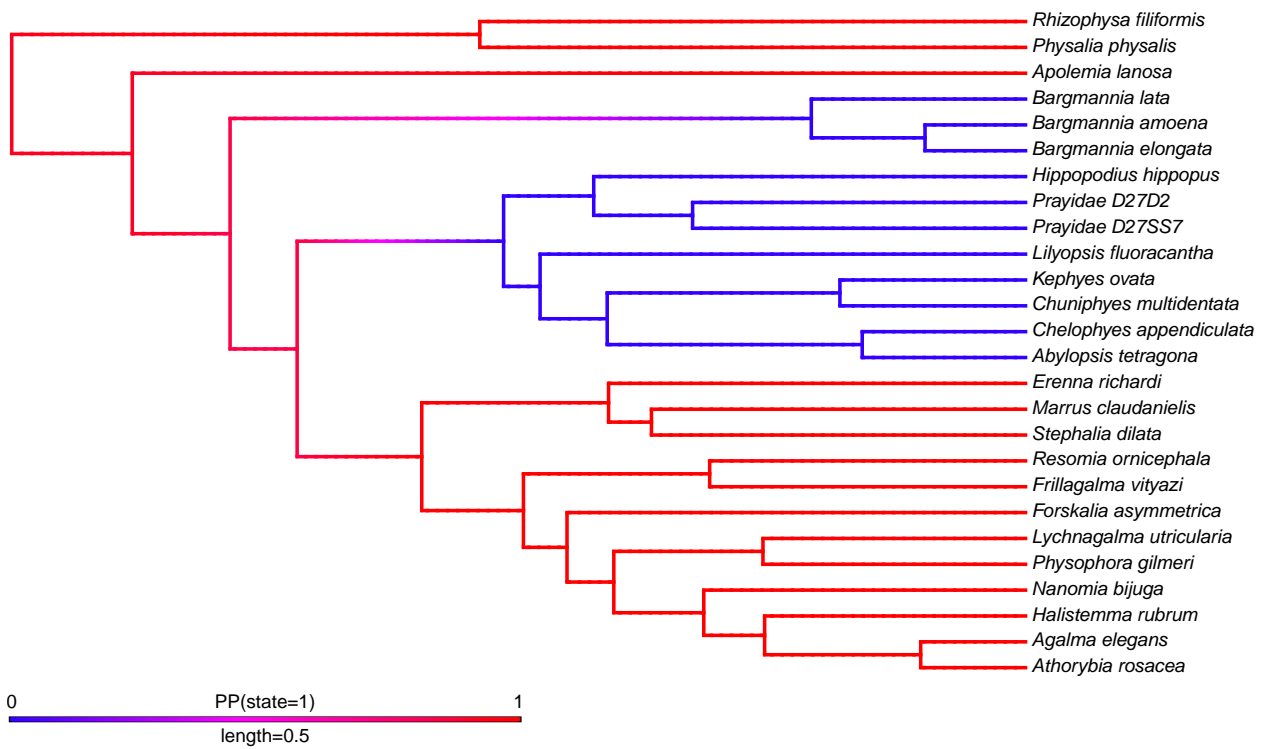 Rhizophysa filiformis
Physalia physalis
Apolemia lanosa
Bargmannia lata
Bargmannia amoena
Bargmannia elongata
Hippopodius hippopus
Prayidae D27D2
Prayidae D27SS7
Lilyopsis fluoracantha
Kephyes ovata
Chuniphyes multidentata
Chelophyes appendiculata
Abylopsis tetragona
Erenna richardi
Marrus claudanielis
Stephalia dilata
Resomia ornicephala
Frillagalma vityazi
Forskalia asymmetrica
Lychnagalma utricularia
Physophora gilmeri
Nanomia bijuga
Halistemma rubrum
Agalma elegans
Athorybia rosacea
0 PP(state=1) 1
length=0.5